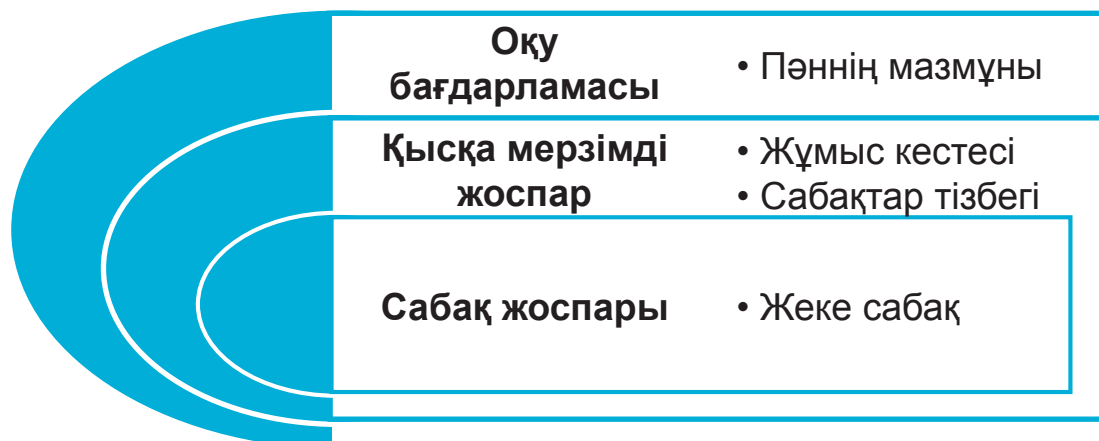 Оқу
бағдарламасы
• Пәннің мазмұны
Қысқа мерзімді
жоспар
• Жұмыс кестесі
• Сабақтар тізбегі
Сабақ жоспары
• Жеке сабақ